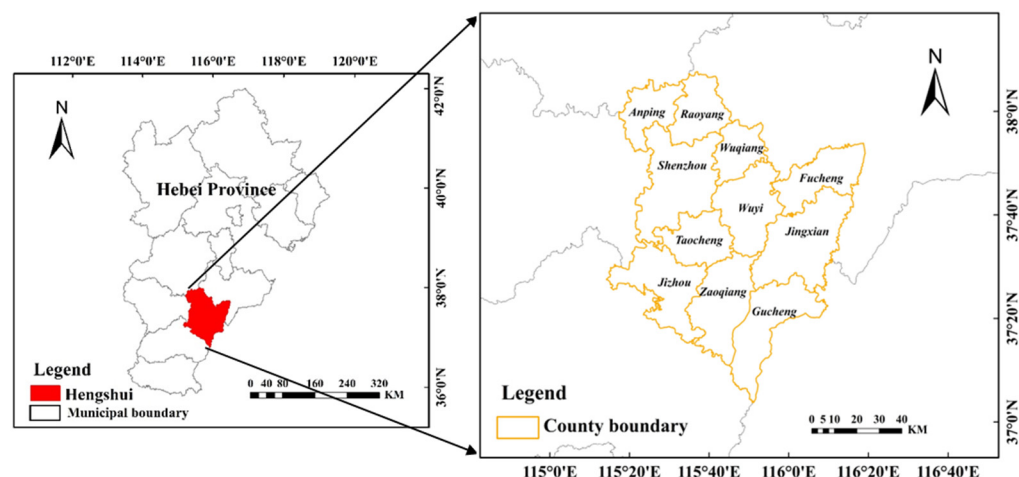 112°0'E 114°0'E 116°0'E 118°0'E 120°0'E
N
42°0'N
40°0'N
38°0'N
36°0'N
Hebei Province
Legend
Hengshui
Municipal boundary
0 40 80 160 240 320
KM
N
38°0'N
37°40'N
37°20'N
37°0'N
Anping
Raoyang
Wuqiang
Shenzhou
Fucheng
Wuyi
Jingxian
Taocheng
Jizhou
Zaoqiang
Gucheng
Legend
County boundary
0 5 10 20 30 40
KM
115°0'E 115°20'E 115°40'E 116°0'E 116°20'E 116°40'E